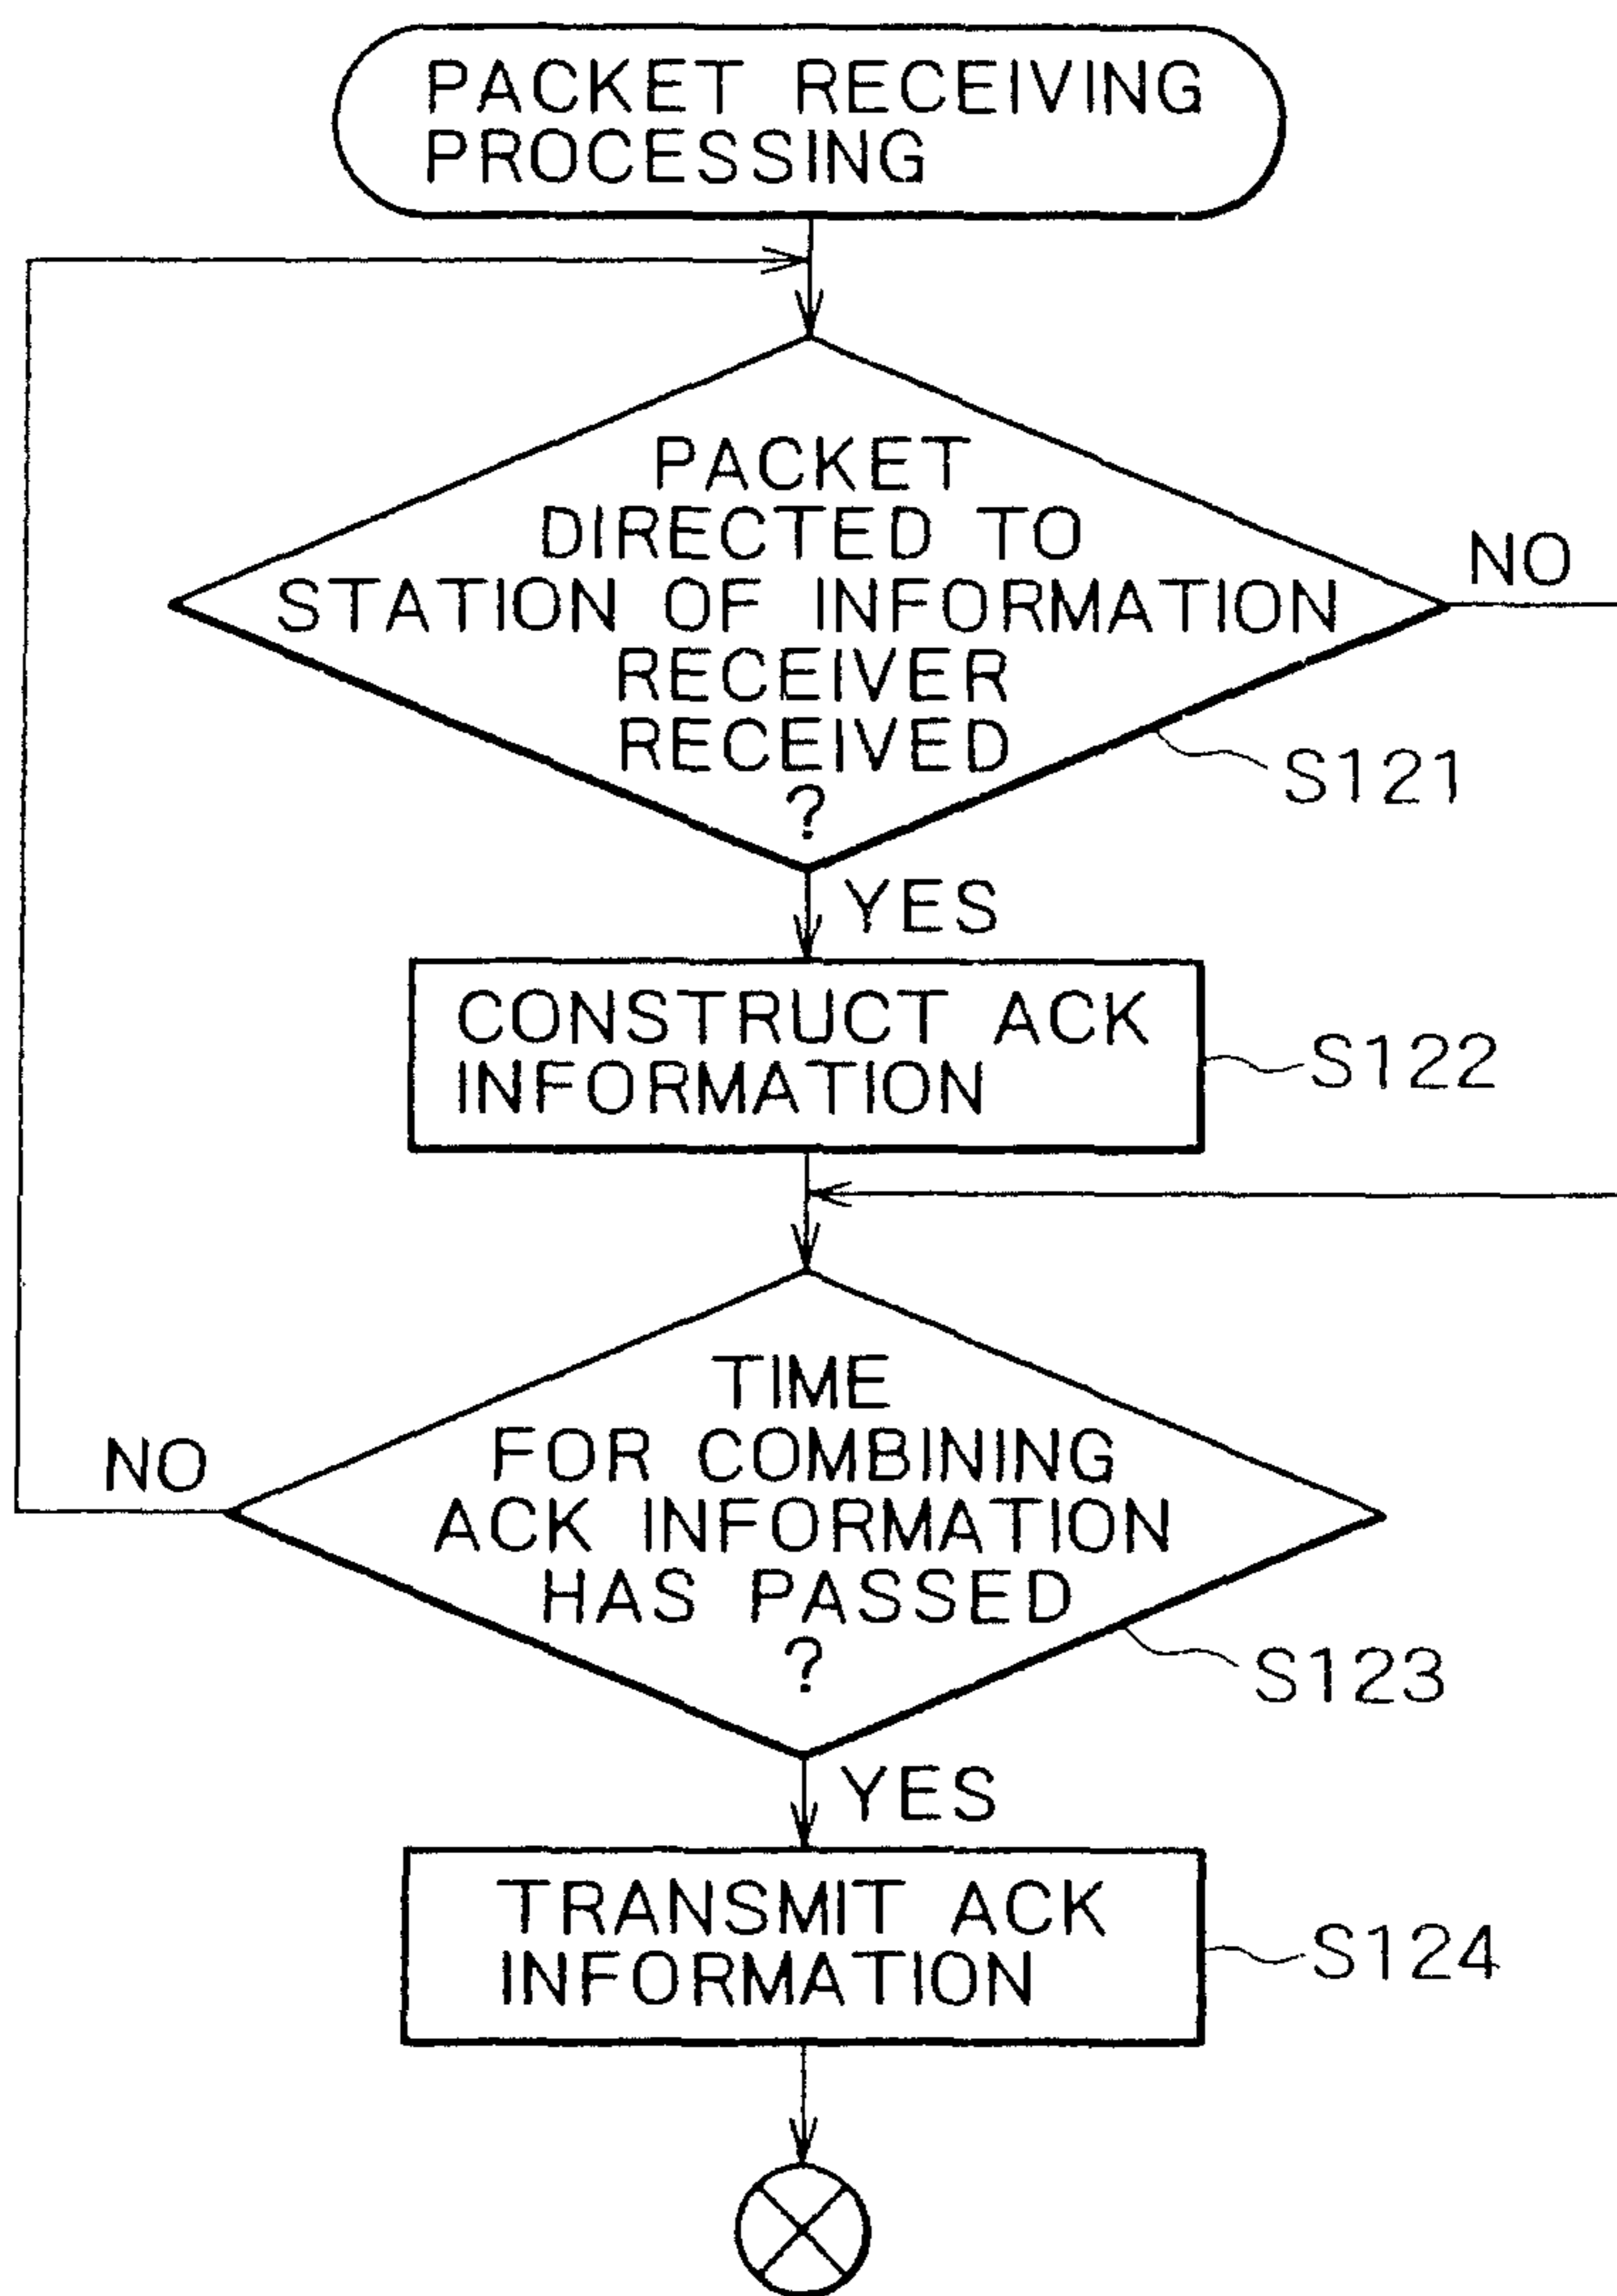 PACKET RECEIVING
PROCESSING
PACKET
DIRECTED TO
STATION OF INFORMATION
RECEIVER
RECEIVED
?
NO
S121
YES
CONSTRUCT ACK
INFORMATION
S122
TIME
FOR COMBINING
ACK INFORMATION
HAS PASSED
?
NO
S123
YES
TRANSMIT ACK
INFORMATION
S124